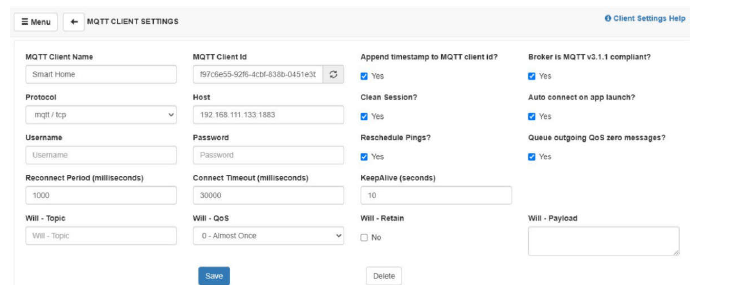 Menu MQTT CLIENT SETTINGS Client Settings Help
MQTT Client Name MQTT Client Id Append timestamp to MQTT client id? Broker is MQTT v3.1.1 compliant?
Smart Home f97c6e55-92f6-4cbf-838b-0451e3t Yes Yes
Protocol Host Clean Session? Auto connect on app launch?
mqtt / tcp 192.168.111.133:1883 Yes Yes
Username Password Reschedule Pings? Queue outgoing QoS zero messages?
Username Password Yes Yes
Reconnect Period (milliseconds) Connect Timeout (milliseconds) KeepAlive (seconds)
1000 30000 10
Will - Topic Will - QoS Will - Retain Will - Payload
Will - Topic 0 - Almost Once No
Save Delete